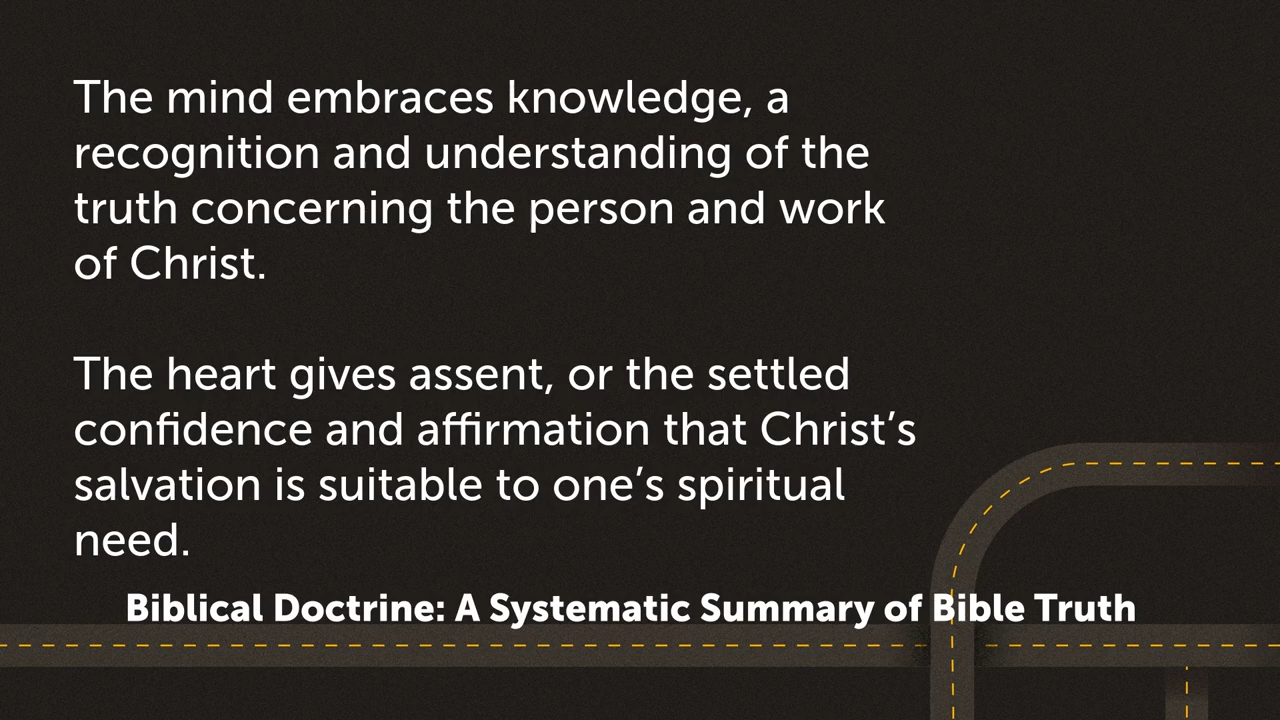 The mind embraces knowledge, a
recognition and understanding of the
truth concerning the person and work
of Christ.
The heart gives assent, or the settled
confidence and affirmation that Christ’s
salvation is suitable to one’s spiritual
need.
Biblical Doctrine: A Systematic Summary of Bible Truth